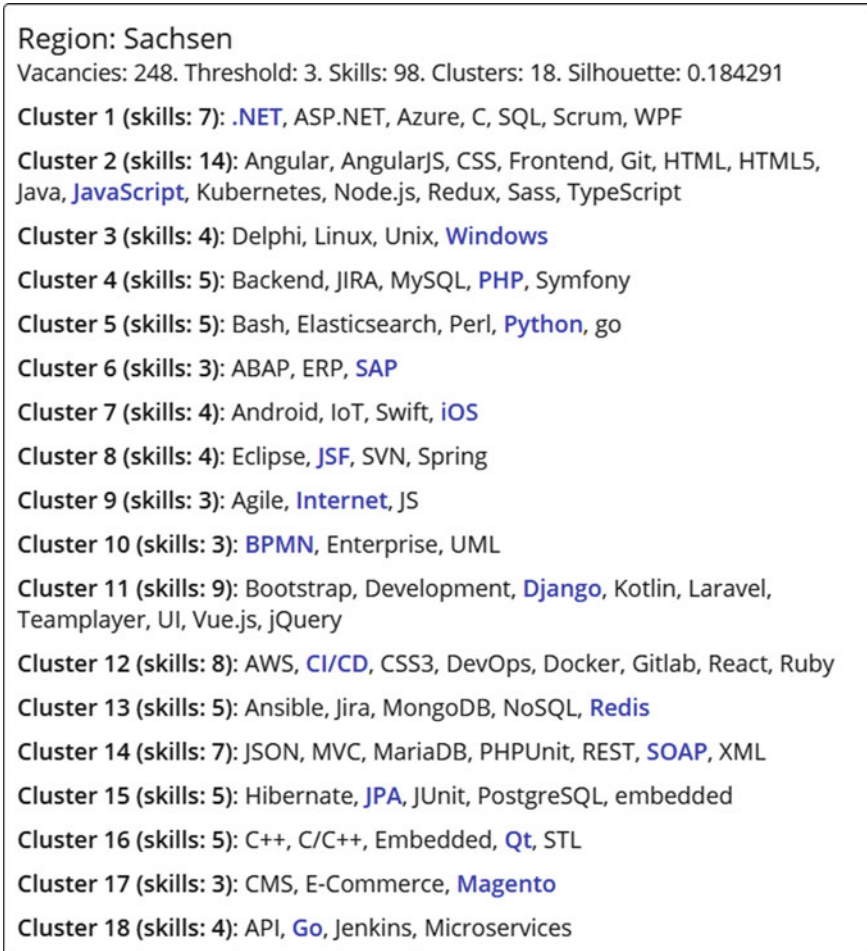 Region: Sachsen
Vacancies: 248. Threshold: 3. Skills: 98. Clusters: 18. Silhouette: 0.184291
Cluster 1 (skills: 7): .NET, ASP.NET, Azure, C, SQL, Scrum, WPF
Cluster 2 (skills: 14): Angular, AngularJS, CSS, Frontend, Git, HTML, HTML5,
Java, JavaScript, Kubernetes, Node.js, Redux, Sass, TypeScript
Cluster 3 (skills: 4): Delphi, Linux, Unix, Windows
Cluster 4 (skills: 5): Backend, JIRA, MySQL, PHP, Symfony
Cluster 5 (skills: 5): Bash, Elasticsearch, Perl, Python, go
Cluster 6 (skills: 3): ABAP, ERP, SAP
Cluster 7 (skills: 4): Android, IoT, Swift, iOS
Cluster 8 (skills: 4): Eclipse, JSF, SVN, Spring
Cluster 9 (skills: 3): Agile, Internet, JS
Cluster 10 (skills: 3): BPMN, Enterprise, UML
Cluster 11 (skills: 9): Bootstrap, Development, Django, Kotlin, Laravel,
Teamplayer, UI, Vue.js, jQuery
Cluster 12 (skills: 8): AWS, CI/CD, CSS3, DevOps, Docker, Gitlab, React, Ruby
Cluster 13 (skills: 5): Ansible, Jira, MongoDB, NoSQL, Redis
Cluster 14 (skills: 7): JSON, MVC, MariaDB, PHPUnit, REST, SOAP, XML
Cluster 15 (skills: 5): Hibernate, JPA, JUnit, PostgreSQL, embedded
Cluster 16 (skills: 5): C++, C/C++, Embedded, Qt, STL
Cluster 17 (skills: 3): CMS, E-Commerce, Magento
Cluster 18 (skills: 4): API, Go, Jenkins, Microservices